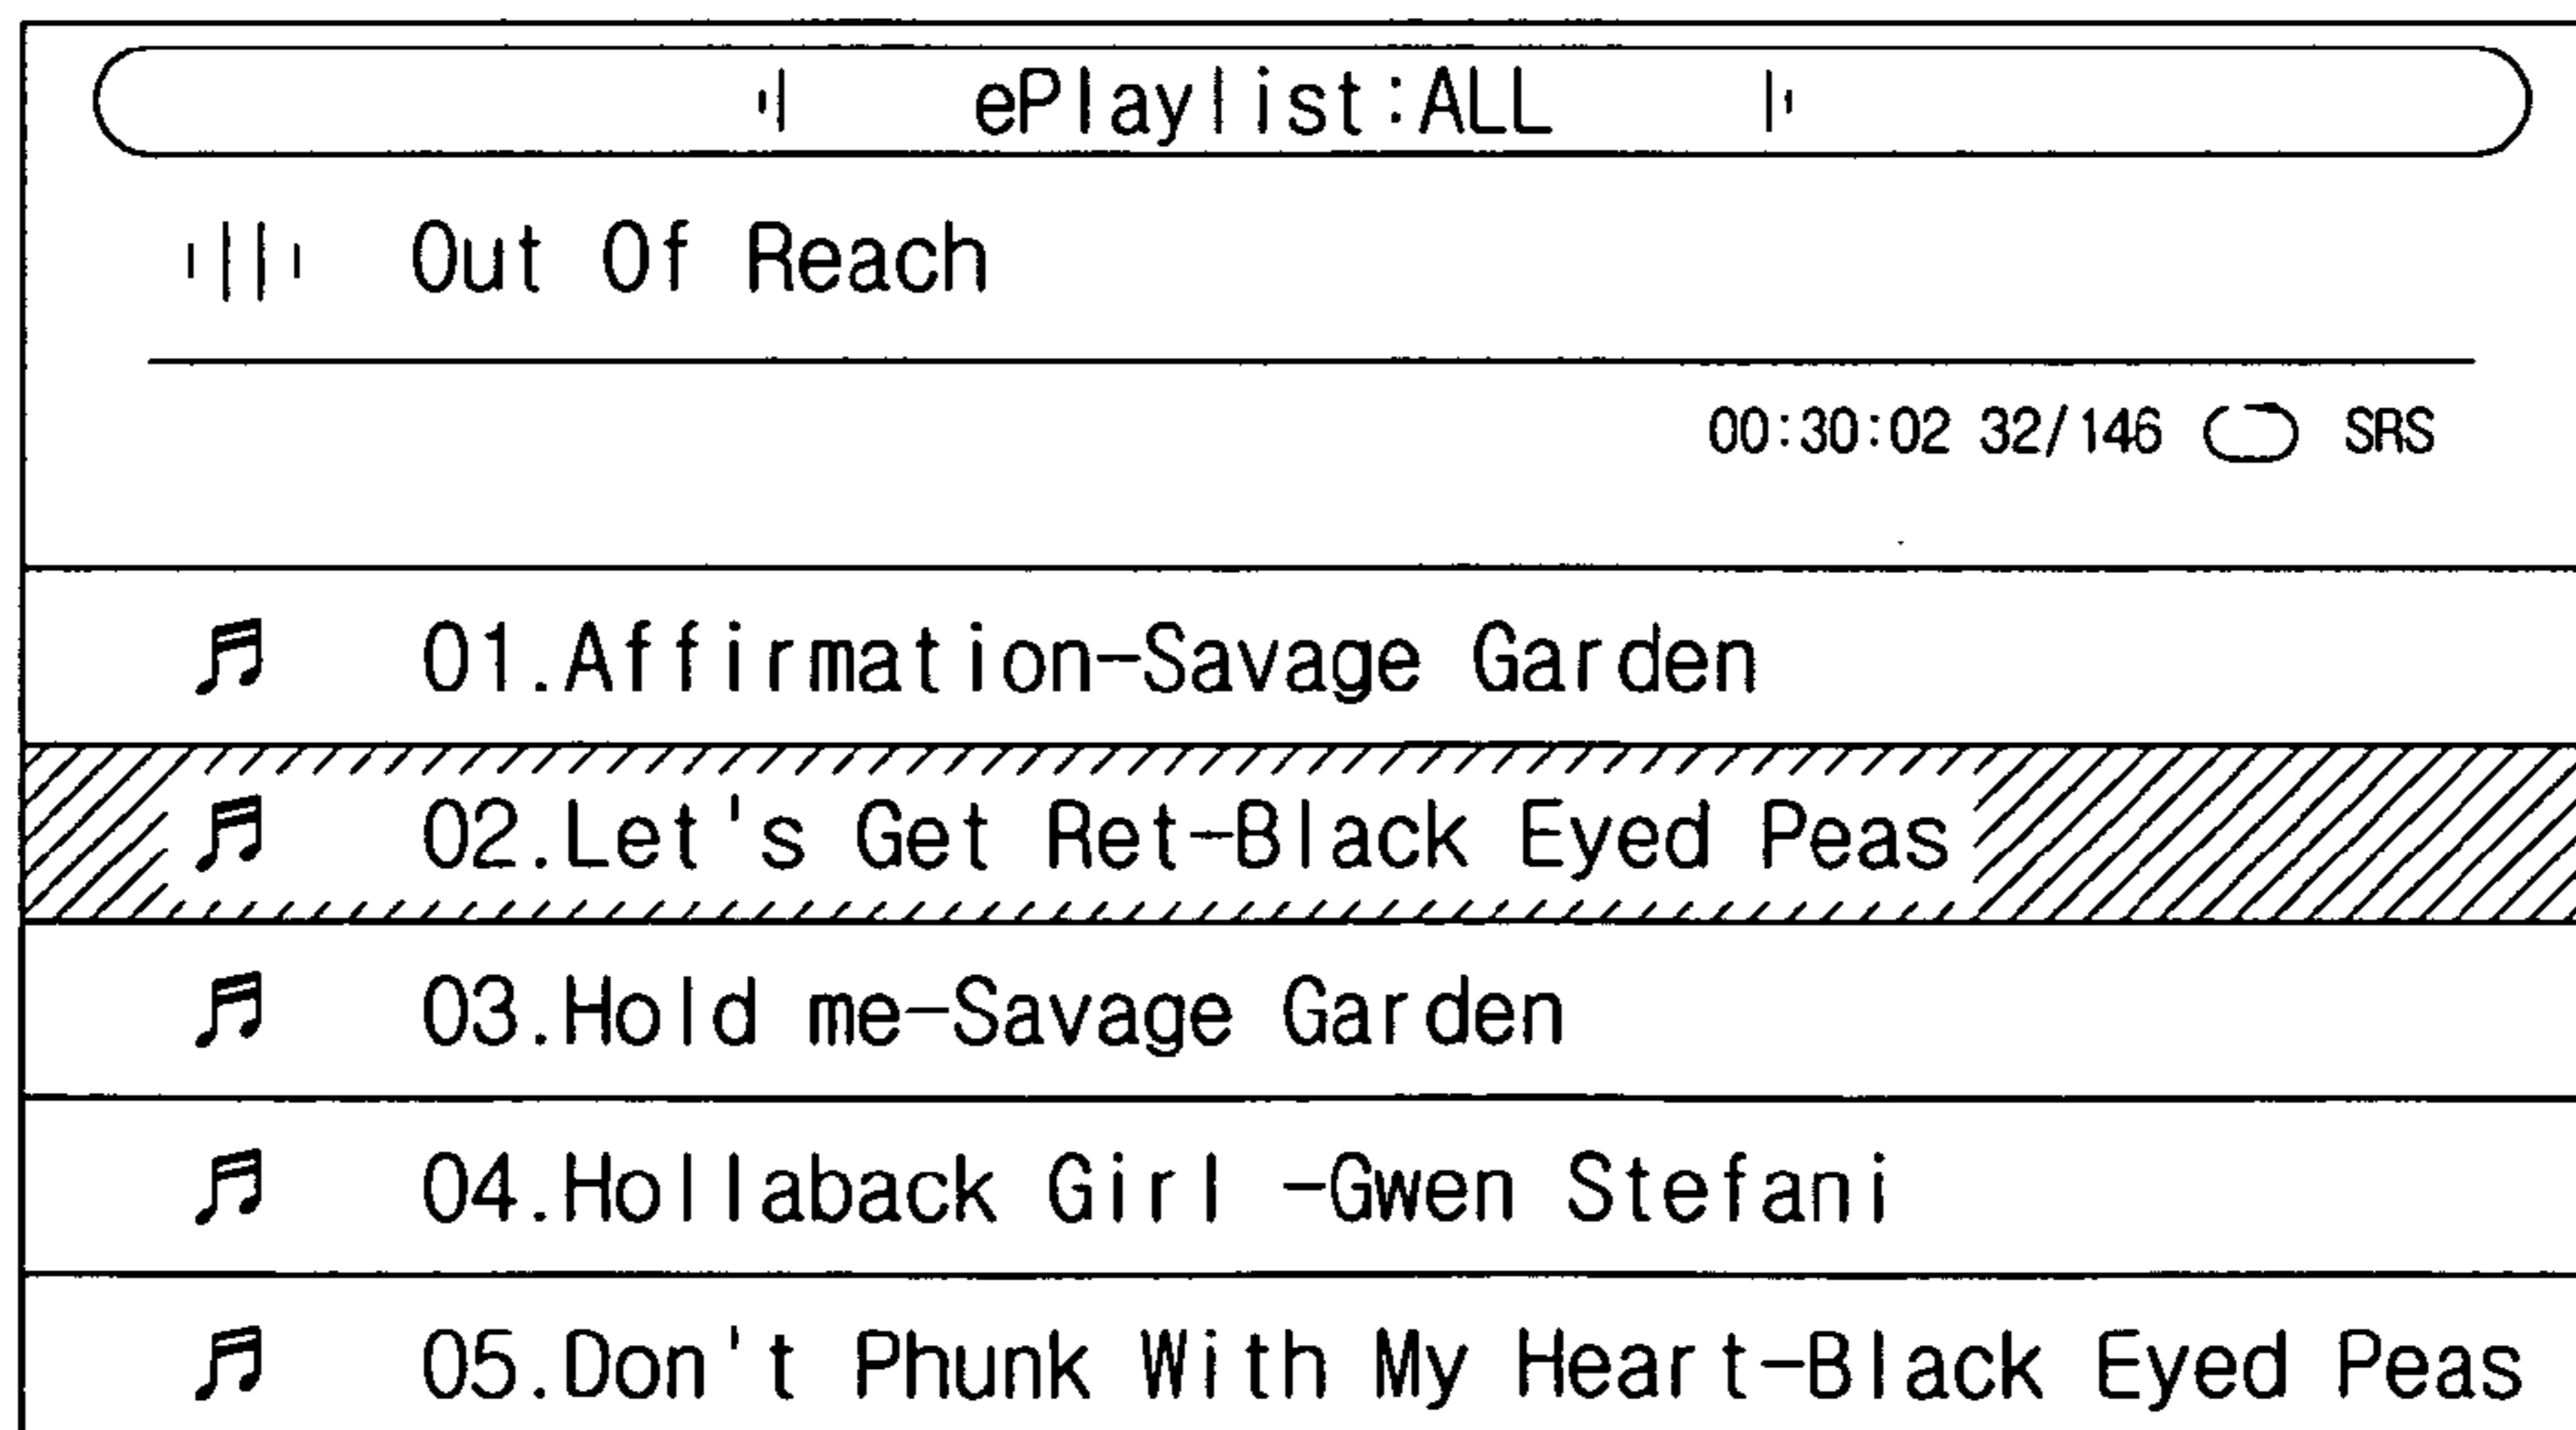 ePlaylist:ALL
Out Of Reach
00:30:02 32/146 SRS
01.Affirmation-Savage Garden
02.Let's Get Ret-Black Eyed Peas
03.Hold me-Savage Garden
04.Hollaback Girl -Gwen Stefani
05.Don't Phunk With My Heart-Black Eyed Peas